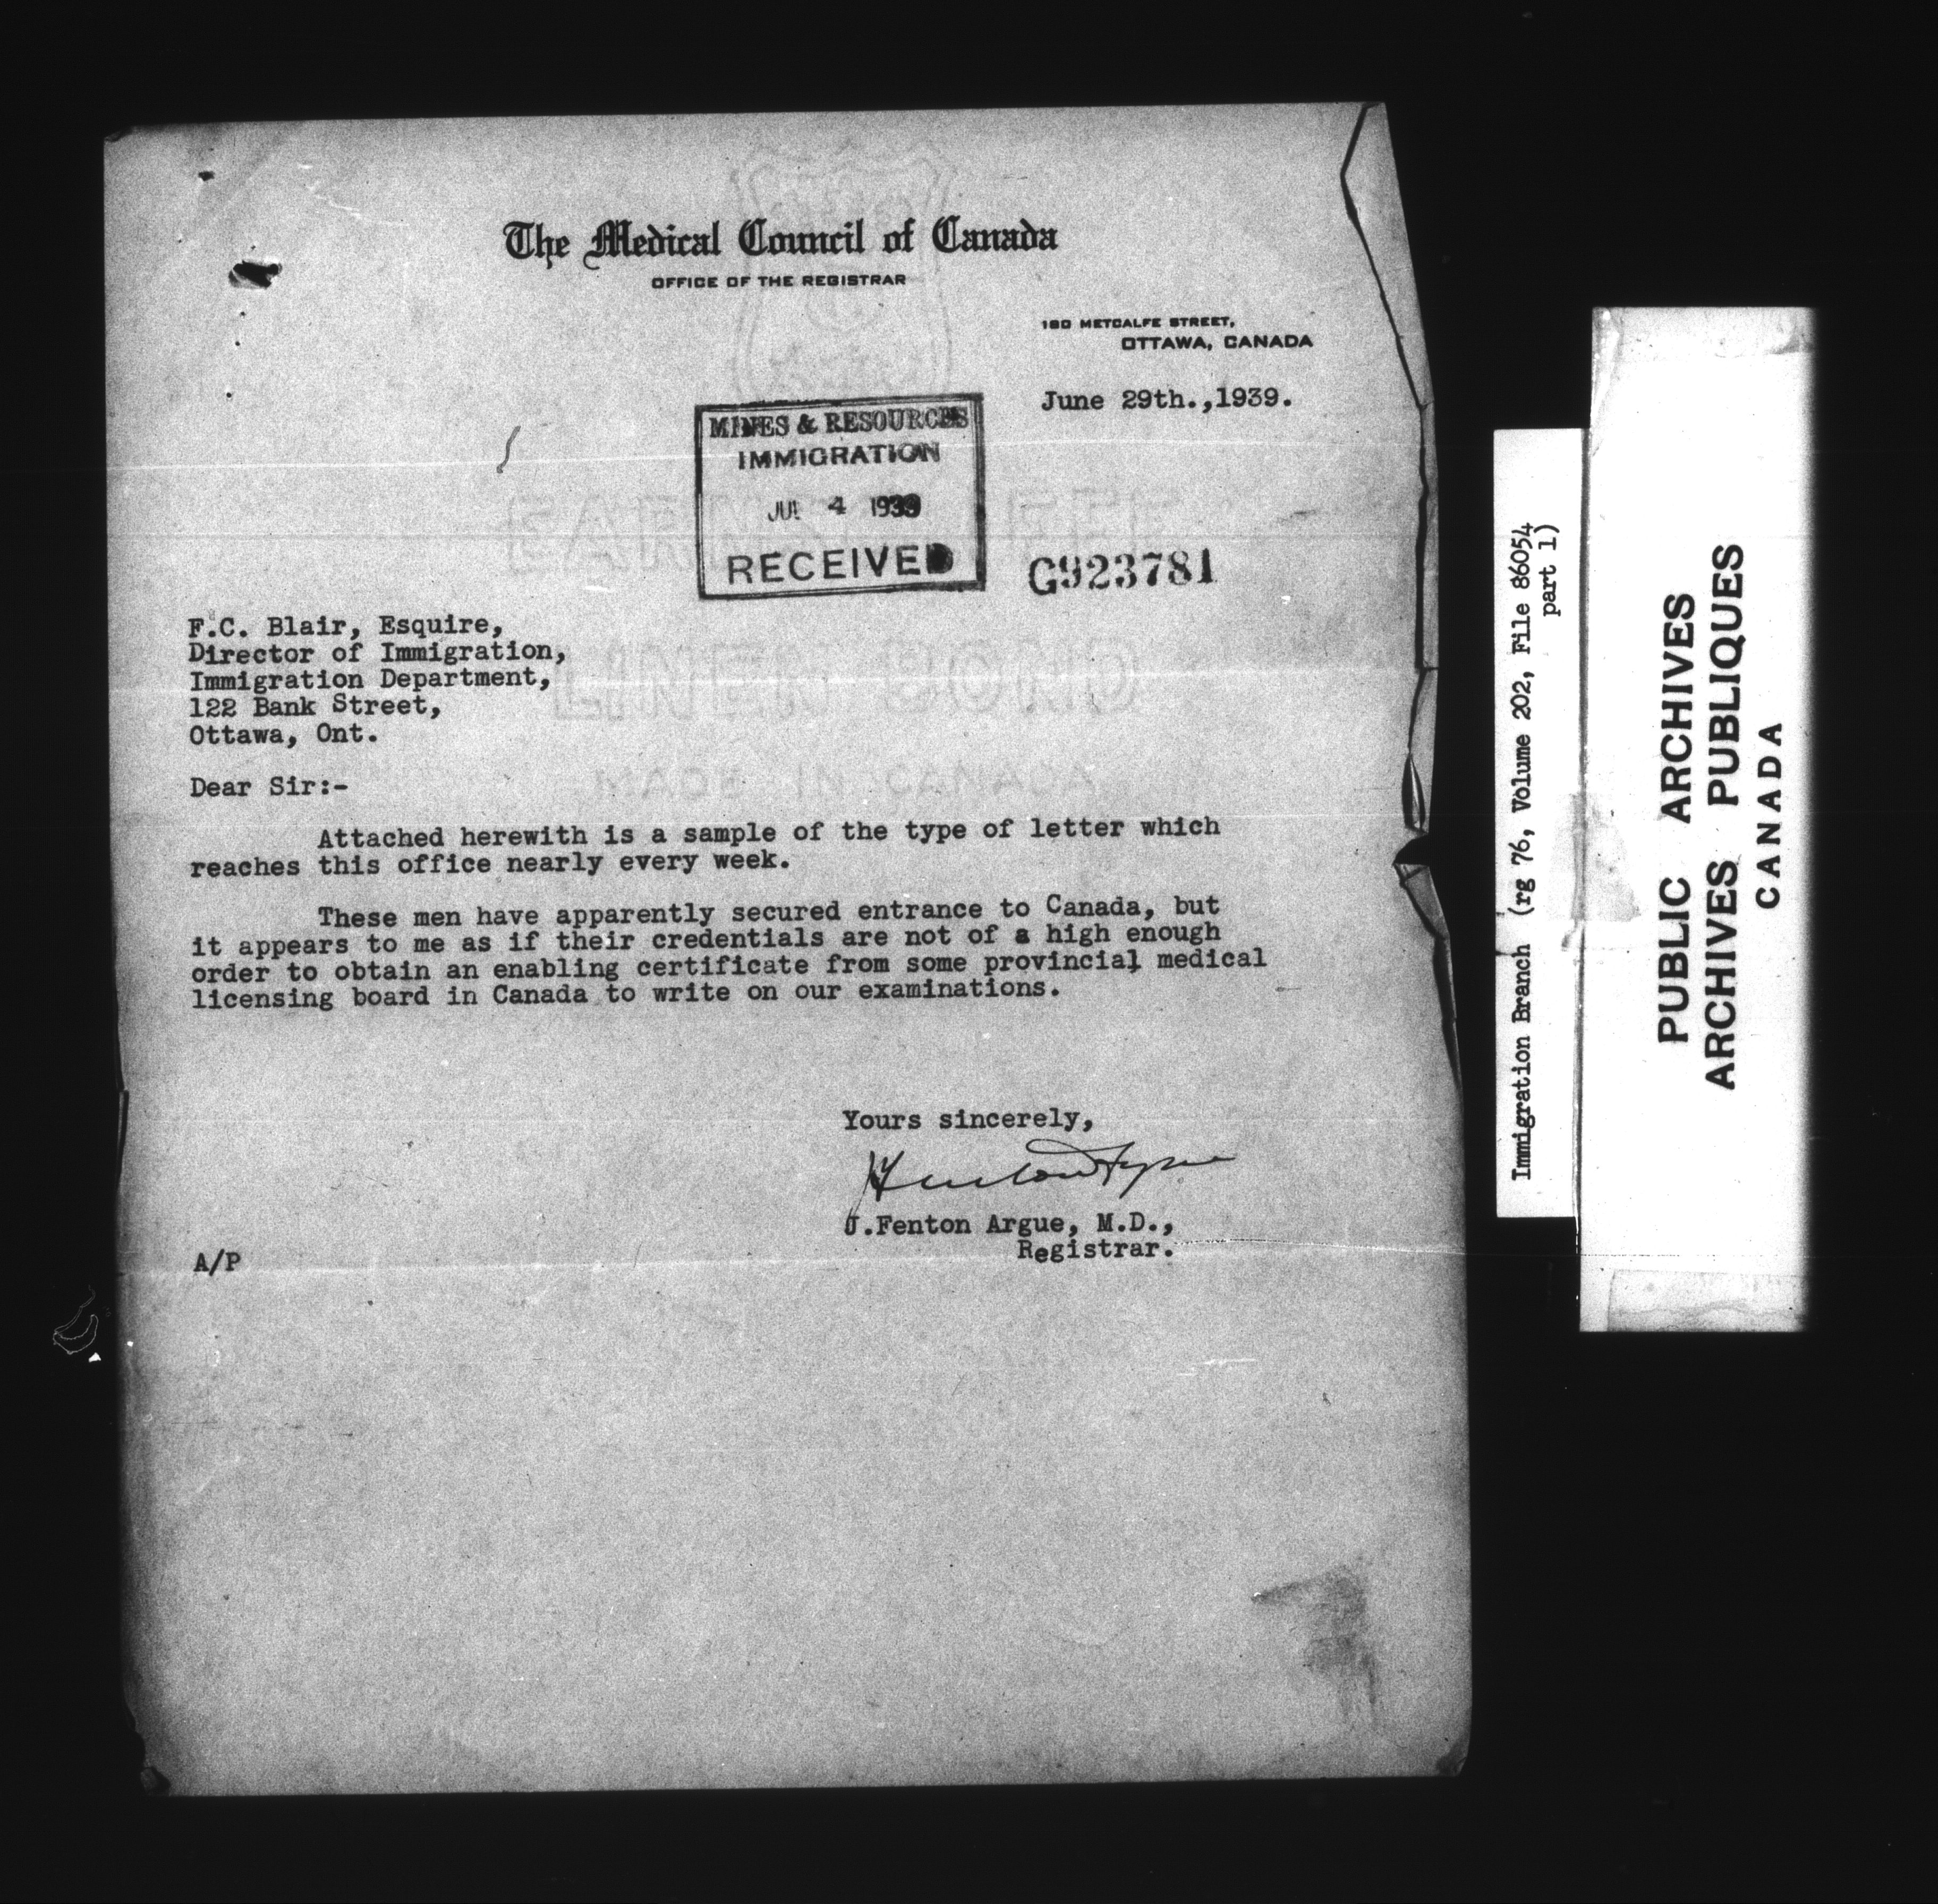 The Medical Council of Canada
OFFICE OF THE REGISTRAR
180 METCALFE STREET,
OTTAWA, CANADA
June 29th.,1939.
MINES & RESOURCES
IMMIGRATION
JUL 4 1939
RECEIVED
G923781
F.C. Blair, Esquire,
Director of Immigration,
Immigration Department,
122 Bank Street,
Ottawa, Ont.
Dear Sir:-
Attached herewith is a sample of the type of letter which
reaches this office nearly every week.
These men have apparently secured entrance to Canada, but
it appears to me as if their credentials are not of a high enough
order to obtain an enabling certificate from some provincial medical
licensing board in Canada to write on our examinations.
Yours sincerely,
J.Fenton Argue, M.D.,
Registrar.
A/P
LINEN BOND
MADE IN CANADA
Immigration Branch (rg 76, Volume 202, File 86054
part 1)
PUBLIC ARCHIVES
ARCHIVES PUBLIQUES
CANADA